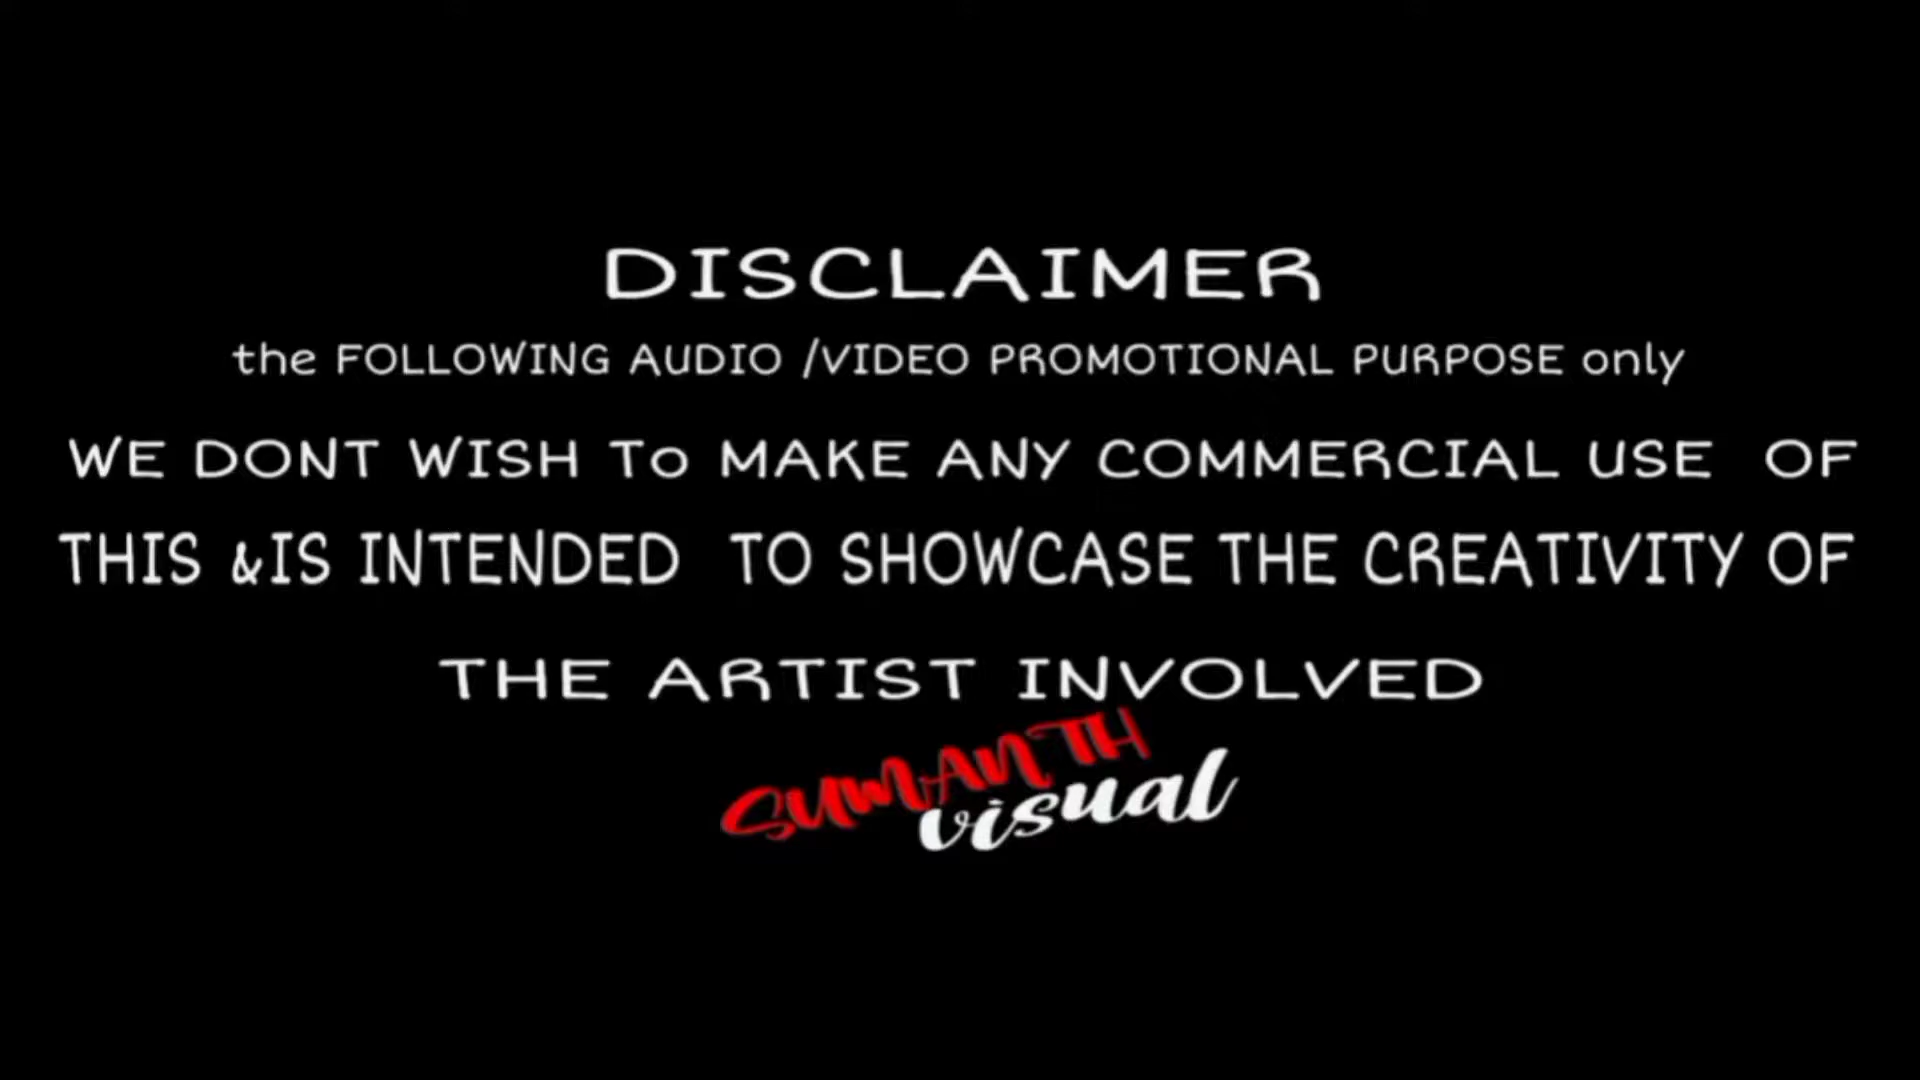 DISCLAIMER
the FOLLOWING AUDIO /VIDEO PROMOTIONAL PURPOSE only
WE DONT WISH To MAKE ANY COMMERCIAL USE OF
THIS &IS INTENDED TO SHOWCASE THE CREATIVITY OF
THE ARTIST INVOLVED
SUMANTH
visual